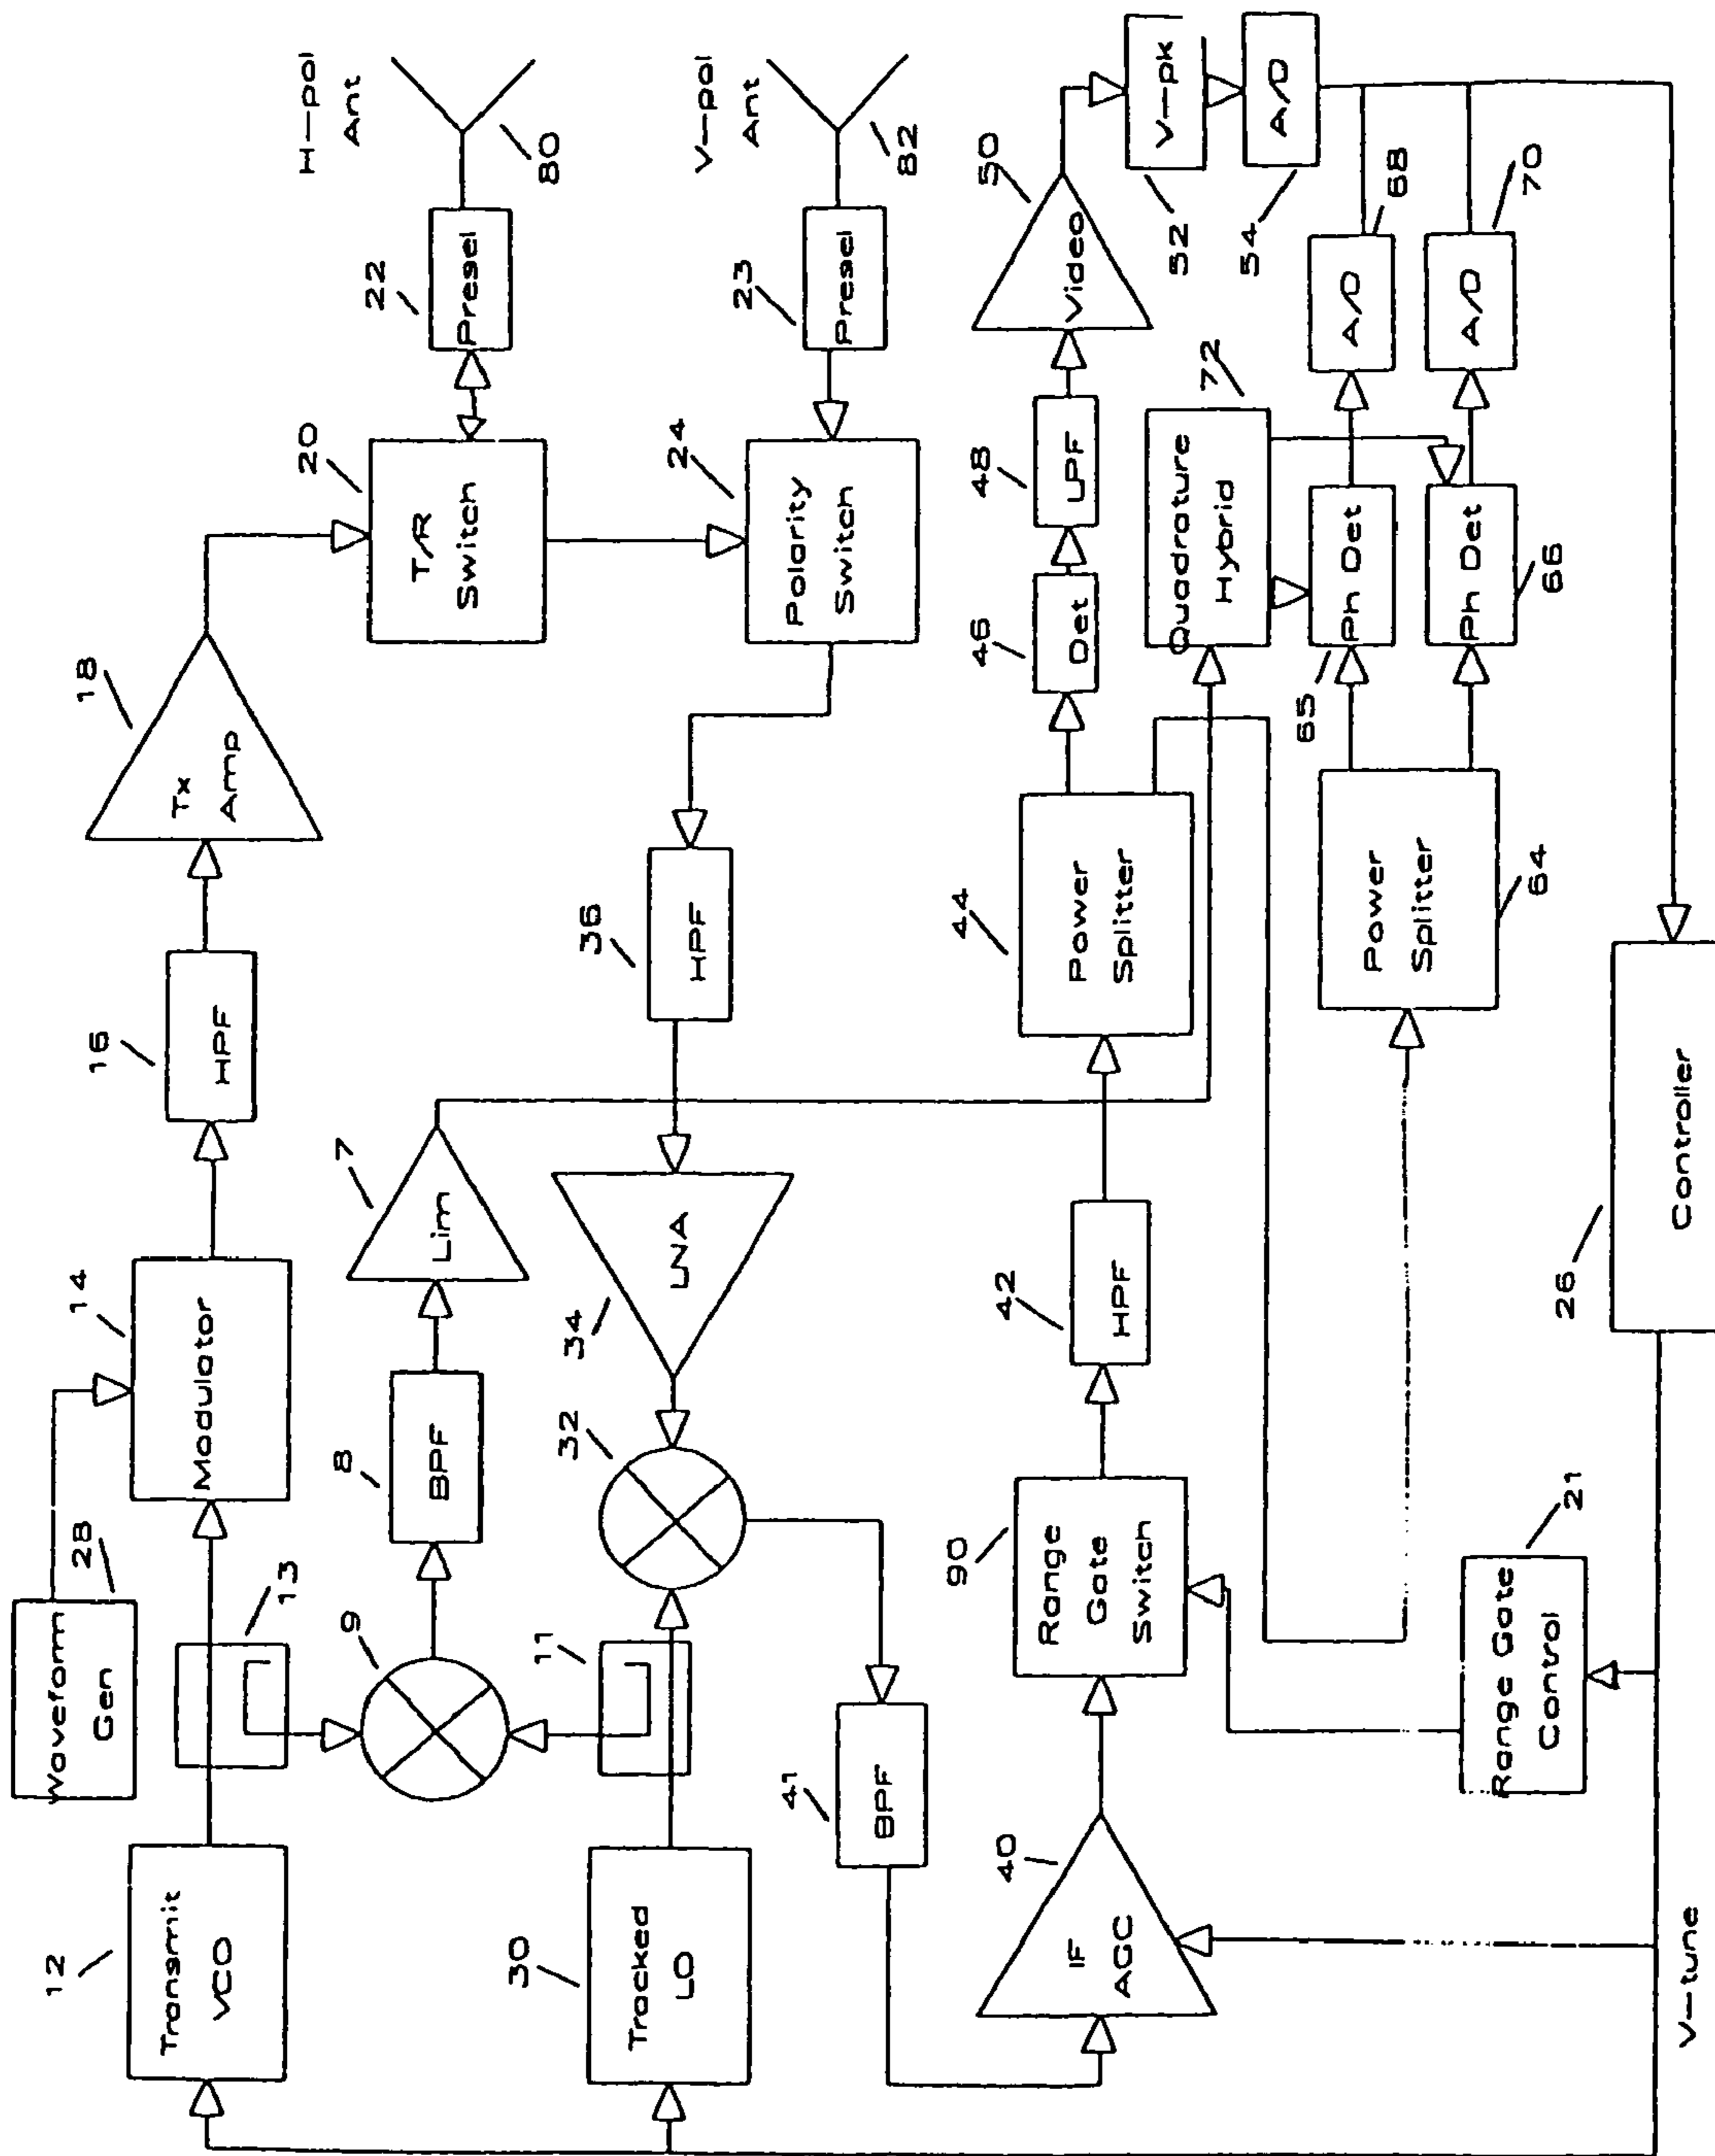 Waveform
Gen
28
Transmit
VCO
12
13
Modulator
14
HPF
16
Tx
Amp
18
T/R
Switch
20
Presel
22
H-pol
Ant
80
9
BPF
8
Lim
7
Polarity
Switch
24
Presel
23
V-pol
Ant
82
Tracked
LO
30
11
32
LNA
34
HPF
36
BPF
41
IF
AGC
40
Range
Gate
Switch
90
HPF
42
Power
Splitter
44
Det
46
LPF
48
Video
50
V-pk
52
A/D
54
Quadrature
Hybrid
72
Range Gate
Control
21
Power
Splitter
64
Ph Det
65
Ph Det
66
A/D
68
A/D
70
Controller
26
V-tune